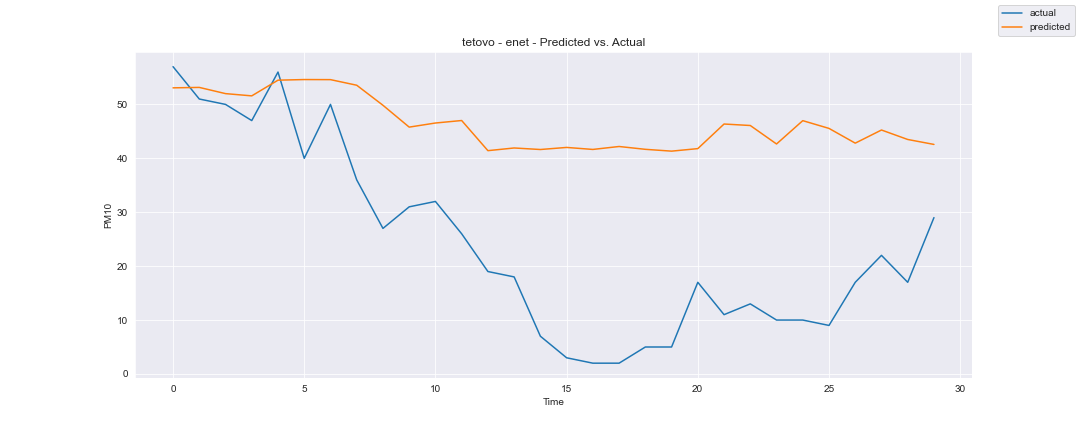 actual
predicted
tetovo - enet - Predicted vs. Actual
50
40
30
20
10
0
PM10
0 5 10 15 20 25 30
Time